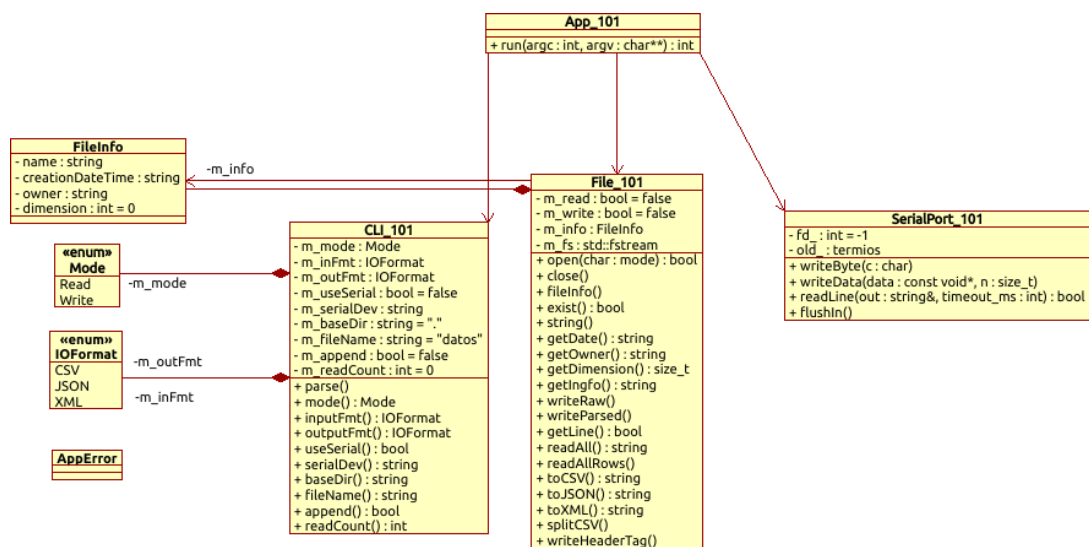 App_101
+ run(argc : int, argv : char**) : int
FileInfo
- name : string
- creationDateTime : string
- owner : string
- dimension : int = 0
-m_info
File_101
- m_read : bool = false
- m_write : bool = false
- m_info : FileInfo
- m_fs : std::fstream
+ open(char : mode) : bool
+ close()
+ fileInfo()
+ exist() : bool
+ string()
+ getDate() : string
+ getOwner() : string
+ getDimension() : size_t
+ getIngfo() : string
+ writeRaw()
+ writeParsed()
+ getLine() : bool
+ readAll() : string
+ readAllRows()
+ toCSV() : string
+ toJSON() : string
+ toXML() : string
+ splitCSV()
+ writeHeaderTag()
SerialPort_101
- fd_ : int = -1
- old_ : termios
+ writeByte(c : char)
+ writeData(data : const void*, n : size_t)
+ readLine(out : string&, timeout_ms : int) : bool
+ flushIn()
CLI_101
- m_mode : Mode
- m_inFmt : IOFormat
- m_outFmt : IOFormat
- m_useSerial : bool = false
- m_serialDev : string
- m_baseDir : string = "."
- m_fileName : string = "datos"
- m_append : bool = false
- m_readCount : int = 0
+ parse()
+ mode() : Mode
+ inputFmt() : IOFormat
+ outputFmt() : IOFormat
+ useSerial() : bool
+ serialDev() : string
+ baseDir() : string
+ fileName() : string
+ append() : bool
+ readCount() : int
«enum»
Mode
Read
Write
-m_mode
«enum»
IOFormat
CSV
JSON
XML
-m_outFmt
-m_inFmt
AppError